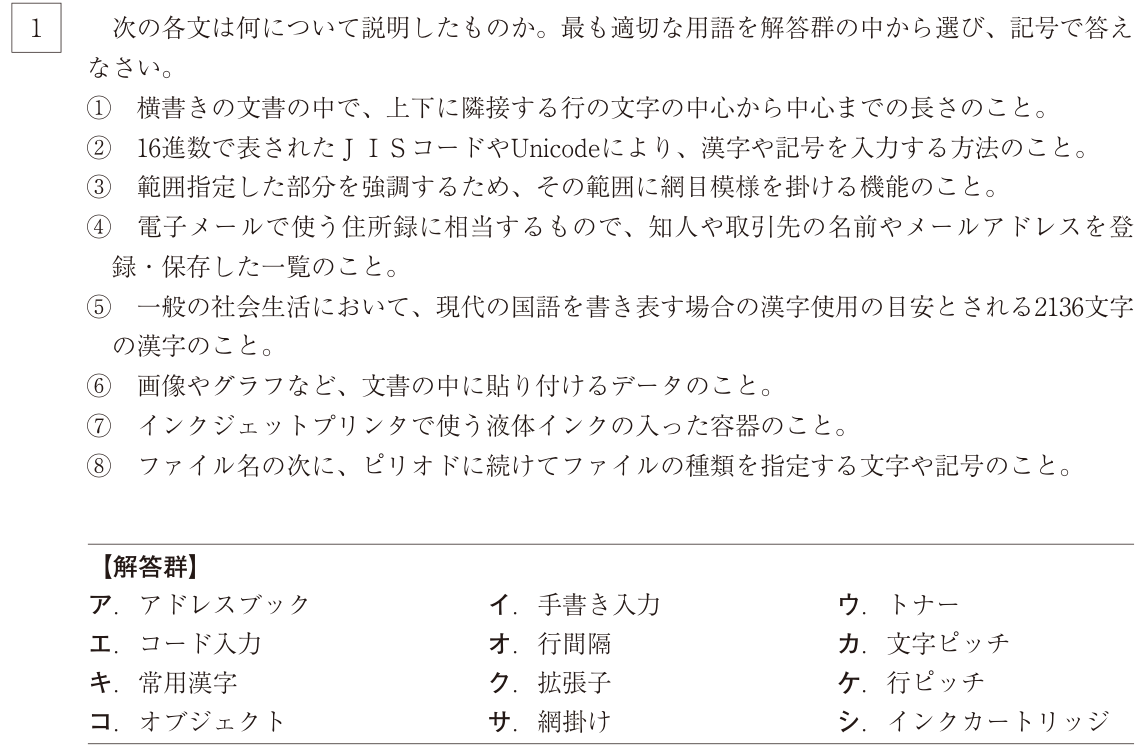 1　次の各文は何について説明したものか。最も適切な用語を解答群の中から選び、記号で答え
なさい。
①　横書きの文書の中で、上下に隣接する行の文字の中心から中心までの長さのこと。
②　16進数で表されたＪＩＳコードやUnicodeにより、漢字や記号を入力する方法のこと。
③　範囲指定した部分を強調するため、その範囲に網目模様を掛ける機能のこと。
④　電子メールで使う住所録に相当するもので、知人や取引先の名前やメールアドレスを登
録・保存した一覧のこと。
⑤　一般の社会生活において、現代の国語を書き表す場合の漢字使用の目安とされる2136文字
の漢字のこと。
⑥　画像やグラフなど、文書の中に貼り付けるデータのこと。
⑦　インクジェットプリンタで使う液体インクの入った容器のこと。
⑧　ファイル名の次に、ピリオドに続けてファイルの種類を指定する文字や記号のこと。
【解答群】
ア．アドレスブック　イ．手書き入力　ウ．トナー
エ．コード入力　オ．行間隔　カ．文字ピッチ
キ．常用漢字　ク．拡張子　ケ．行ピッチ
コ．オブジェクト　サ．網掛け　シ．インクカートリッジ